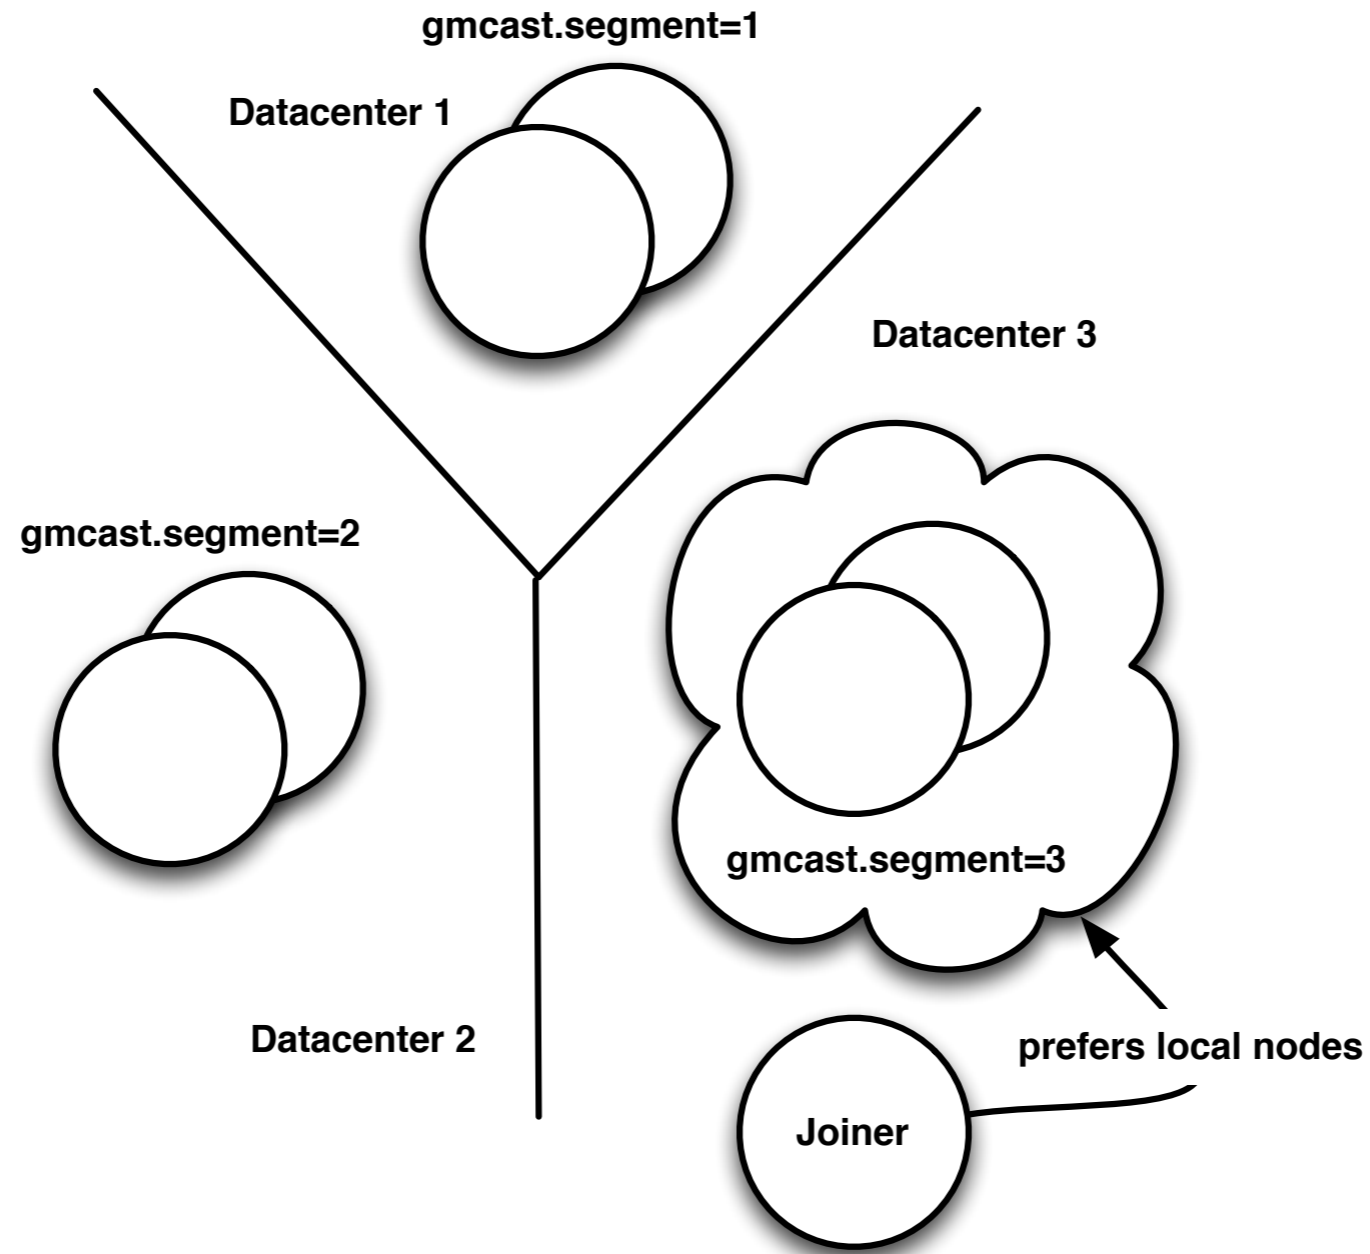 gmcast.segment=1
Datacenter 1
Datacenter 3
gmcast.segment=2
gmcast.segment=3
Datacenter 2
prefers local nodes
Joiner